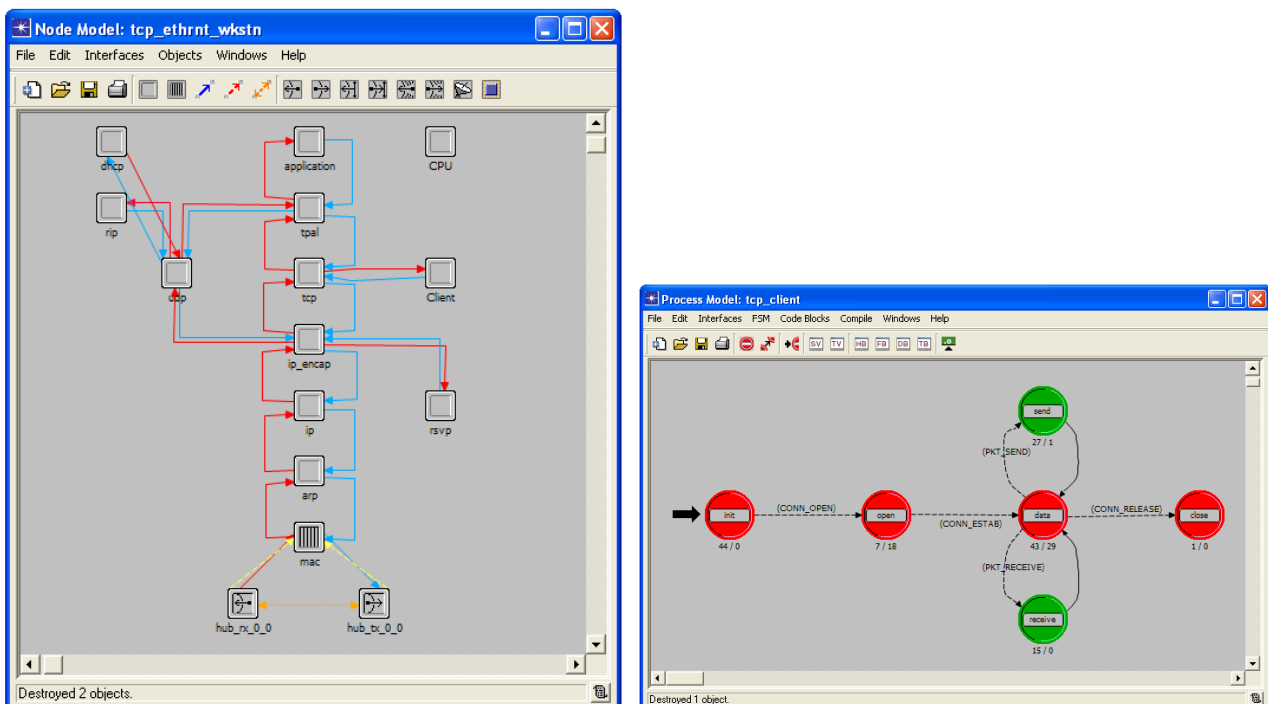 Node Model: tcp_ethrnt_wkstn
File Edit Interfaces Objects Windows Help
dhcp
application
CPU
rip
tpal
udp
tcp
Client
ip_encap
ip
rsvp
arp
mac
hub_rx_0_0
hub_tx_0_0
Destroyed 2 objects.
Process Model: tcp_client
File Edit Interfaces FSM Code Blocks Compile Windows Help
SV TV HB FB DB TB
send
27 / 1
(PKT_SEND)
init
(CONN_OPEN)
open
(CONN_ESTAB)
data
(CONN_RELEASE)
close
44 / 0
7 / 18
43 / 29
1 / 0
(PKT_RECEIVE)
receive
15 / 0
Destroyed 1 object.